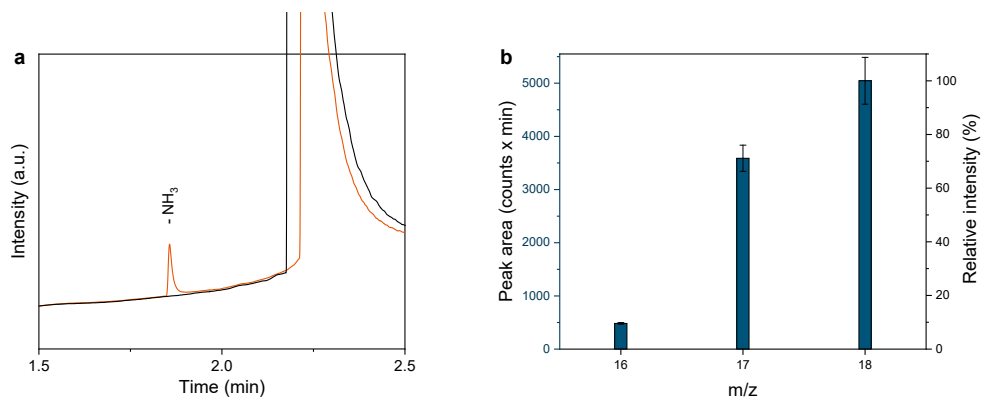 a
Intensity (a.u.)
- NH3
1.5
2.0
2.5
Time (min)
b
Peak area (counts x min)
5000
4000
3000
2000
1000
0
16
17
18
m/z
100
80
60
40
20
0
Relative intensity (%)